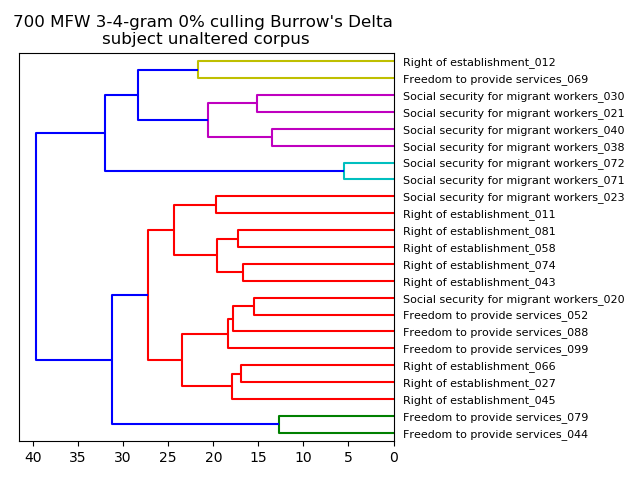 700 MFW 3-4-gram 0% culling Burrow's Delta
subject unaltered corpus
Right of establishment_012
Freedom to provide services_069
Social security for migrant workers_030
Social security for migrant workers_021
Social security for migrant workers_040
Social security for migrant workers_038
Social security for migrant workers_072
Social security for migrant workers_071
Social security for migrant workers_023
Right of establishment_011
Right of establishment_081
Right of establishment_058
Right of establishment_074
Right of establishment_043
Social security for migrant workers_020
Freedom to provide services_052
Freedom to provide services_088
Freedom to provide services_099
Right of establishment_066
Right of establishment_027
Right of establishment_045
Freedom to provide services_079
Freedom to provide services_044
40 35 30 25 20 15 10 5 0